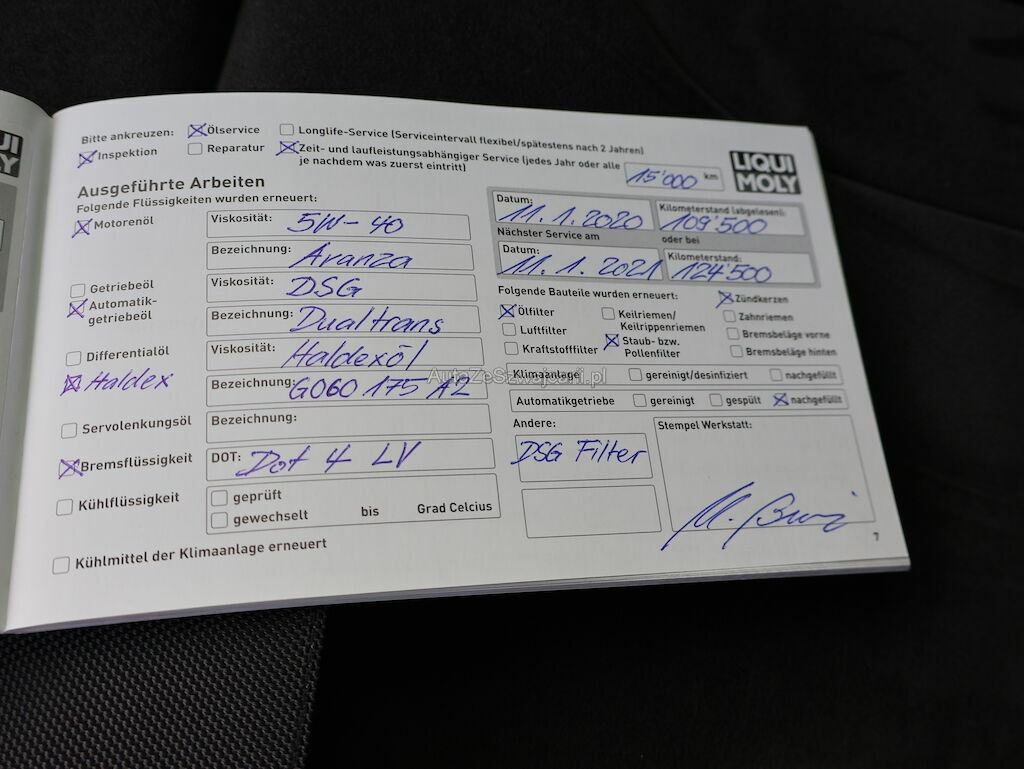 LIQUI
MOLY
Bitte ankreuzen: Ölservice Longlife-Service (Serviceintervall flexibel/spätestens nach 2 Jahren)
Inspektion Reparatur Zeit- und laufleistungsabhängiger Service (jedes Jahr oder alle 15'000 km
je nachdem was zuerst eintritt)
LIQUI
MOLY
Ausgeführte Arbeiten
Folgende Flüssigkeiten wurden erneuert:
Motorenöl Viskosität: 5W-40
Bezeichnung: Aranza
Getriebeöl Viskosität: DSG
Automatik-
getriebeöl Bezeichnung: Dualtrans
Differentialöl Viskosität: Haldexöl
Haldex Bezeichnung: G060 175 A2
Servolenkungsöl Bezeichnung:
Bremsflüssigkeit DOT: Dot 4 LV
Kühlflüssigkeit geprüft
gewechselt bis Grad Celcius
Kühlmittel der Klimaanlage erneuert
Datum: 11.1.2020 Kilometerstand (abgelesen): 109'500
Nächster Service am oder bei
Datum: 11.1.2021 Kilometerstand: 124'500
Folgende Bauteile wurden erneuert: Zündkerzen
Ölfilter Keilriemen/
Keilrippenriemen Zahnriemen
Luftfilter Staub- bzw.
Pollenfilter Bremsbeläge vorne
Kraftstofffilter Bremsbeläge hinten
Klimaanlage gereinigt/desinfiziert nachgefüllt
Automatikgetriebe gereinigt gespült nachgefüllt
Andere: Stempel Werkstatt:
DSG Filter
7
AutoZeSzwajcarii.pl